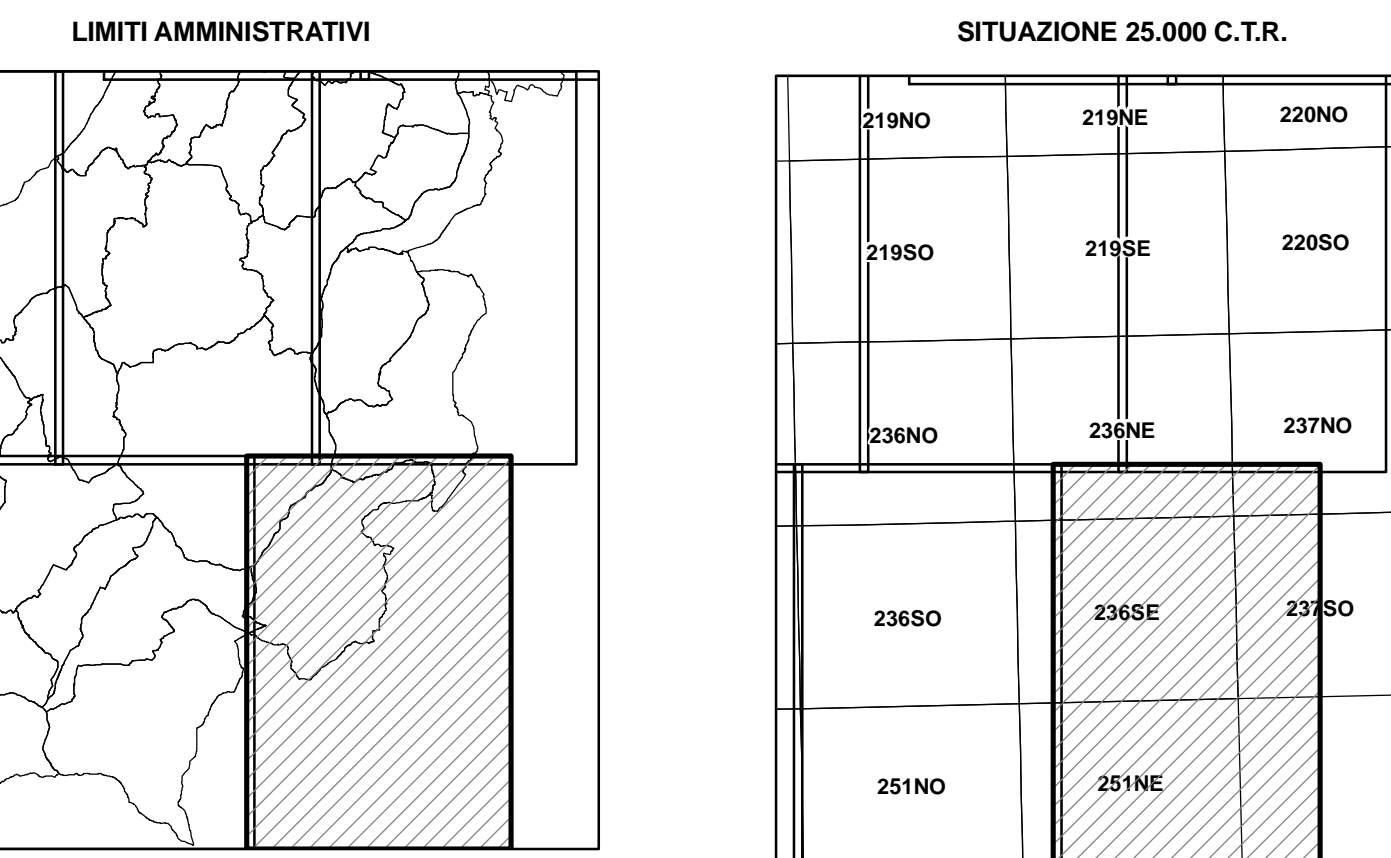 LIMITI AMMINISTRATIVI
SITUAZIONE 25.000 C.T.R.
219NO
219NE
220NO
219SO
219SE
220SO
236NO
236NE
237NO
236SO
236SE
237SO
251NO
251NE